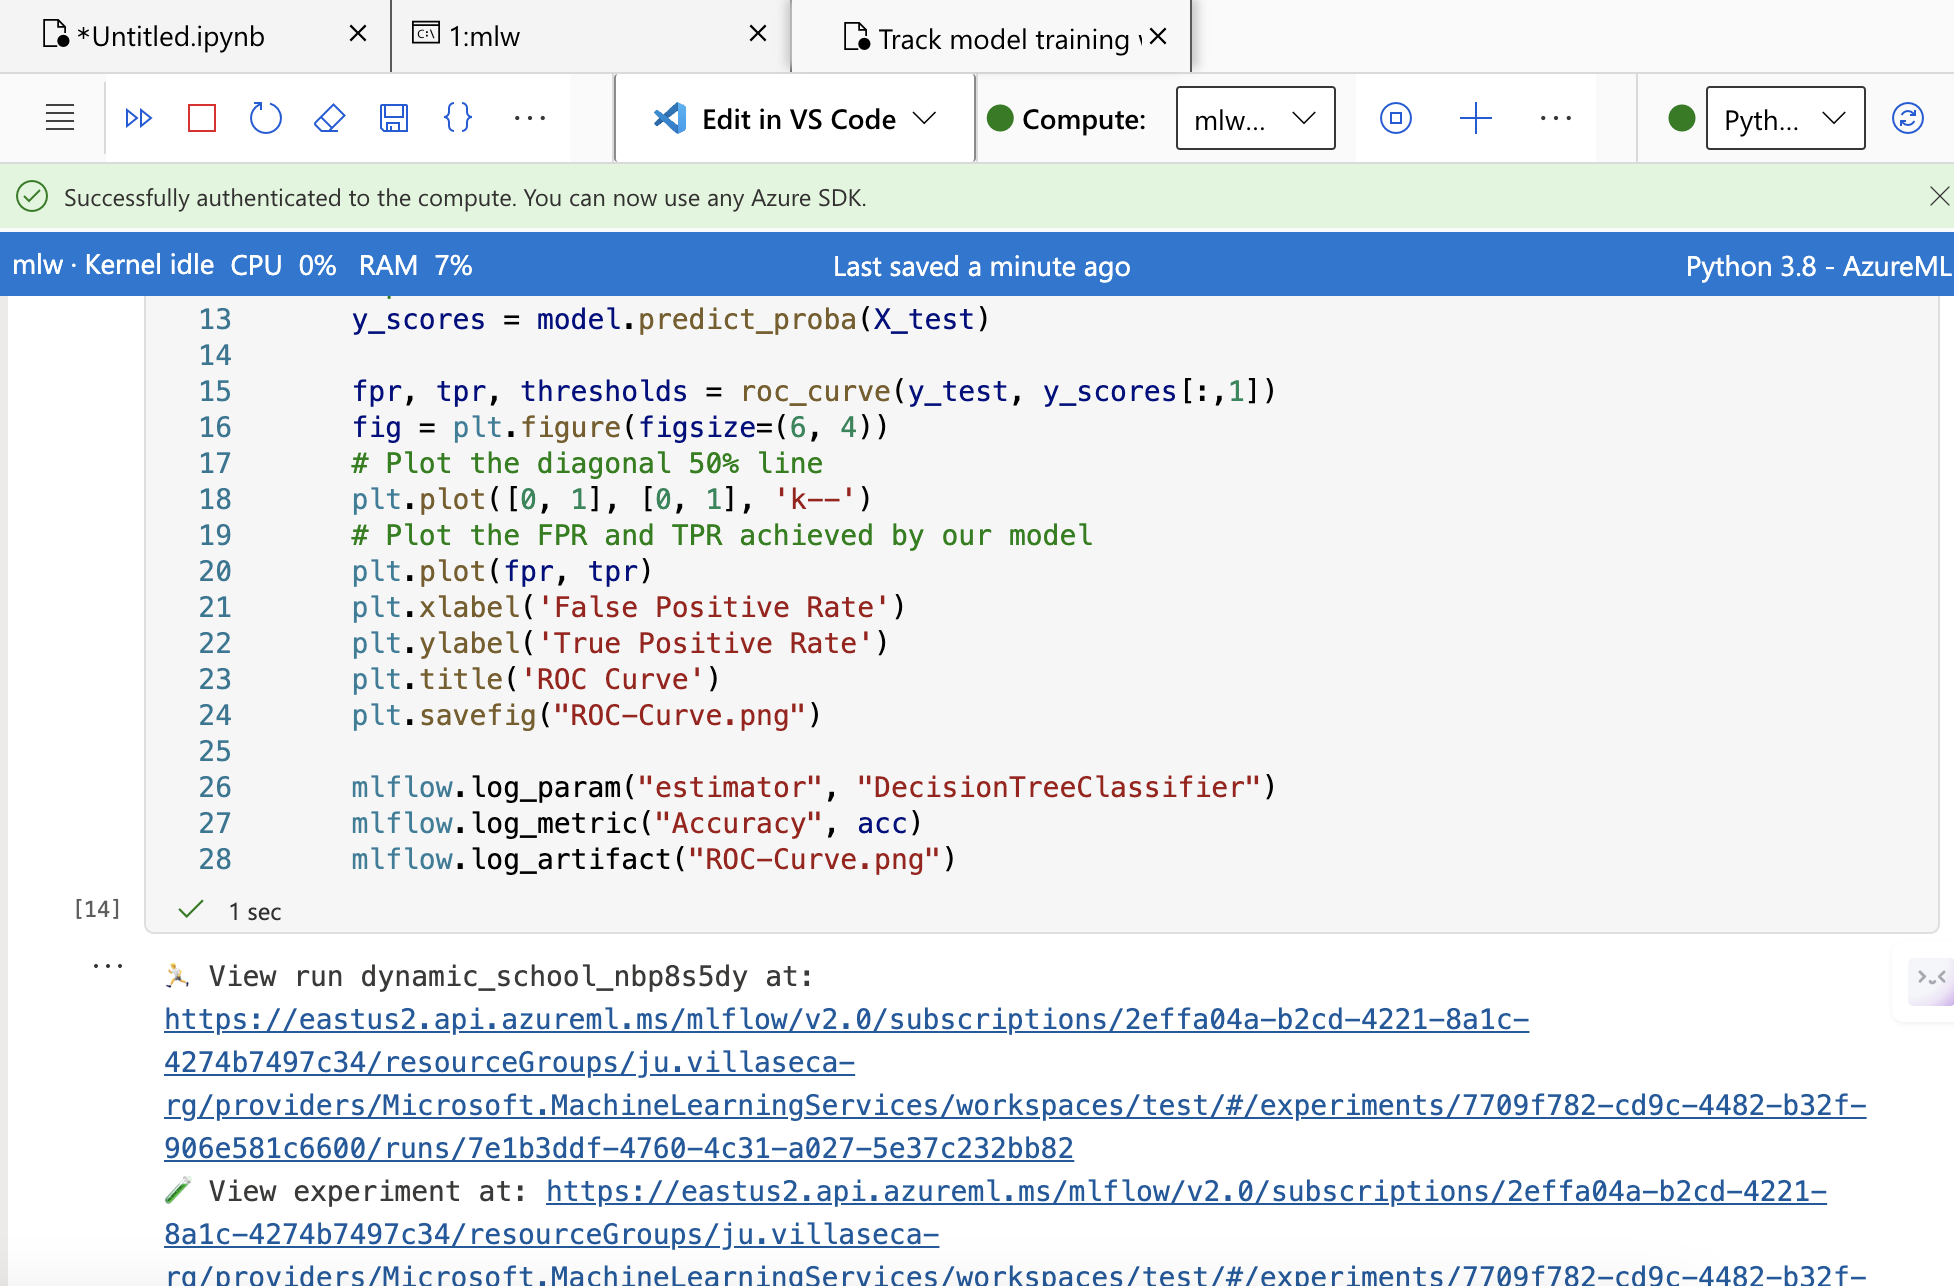 *Untitled.ipynb
1:mlw
Track model training
Edit in VS Code
Compute:
mlw...
Pyth...
Successfully authenticated to the compute. You can now use any Azure SDK.
mlw · Kernel idle CPU 0% RAM 7%
Last saved a minute ago
Python 3.8 - AzureML
13 y_scores = model.predict_proba(X_test)
14
15 fpr, tpr, thresholds = roc_curve(y_test, y_scores[:,1])
16 fig = plt.figure(figsize=(6, 4))
17 # Plot the diagonal 50% line
18 plt.plot([0, 1], [0, 1], 'k--')
19 # Plot the FPR and TPR achieved by our model
20 plt.plot(fpr, tpr)
21 plt.xlabel('False Positive Rate')
22 plt.ylabel('True Positive Rate')
23 plt.title('ROC Curve')
24 plt.savefig("ROC-Curve.png")
25
26 mlflow.log_param("estimator", "DecisionTreeClassifier")
27 mlflow.log_metric("Accuracy", acc)
28 mlflow.log_artifact("ROC-Curve.png")
[14]
1 sec
🏃 View run dynamic_school_nbp8s5dy at:
https://eastus2.api.azureml.ms/mlflow/v2.0/subscriptions/2effa04a-b2cd-4221-8a1c-
4274b7497c34/resourceGroups/ju.villaseca-
rg/providers/Microsoft.MachineLearningServices/workspaces/test/#/experiments/7709f782-cd9c-4482-b32f-
906e581c6600/runs/7e1b3ddf-4760-4c31-a027-5e37c232bb82
🧪 View experiment at: https://eastus2.api.azureml.ms/mlflow/v2.0/subscriptions/2effa04a-b2cd-4221-
8a1c-4274b7497c34/resourceGroups/ju.villaseca-
rg/providers/Microsoft.MachineLearningServices/workspaces/test/#/experiments/7709f782-cd9c-4482-b32f-